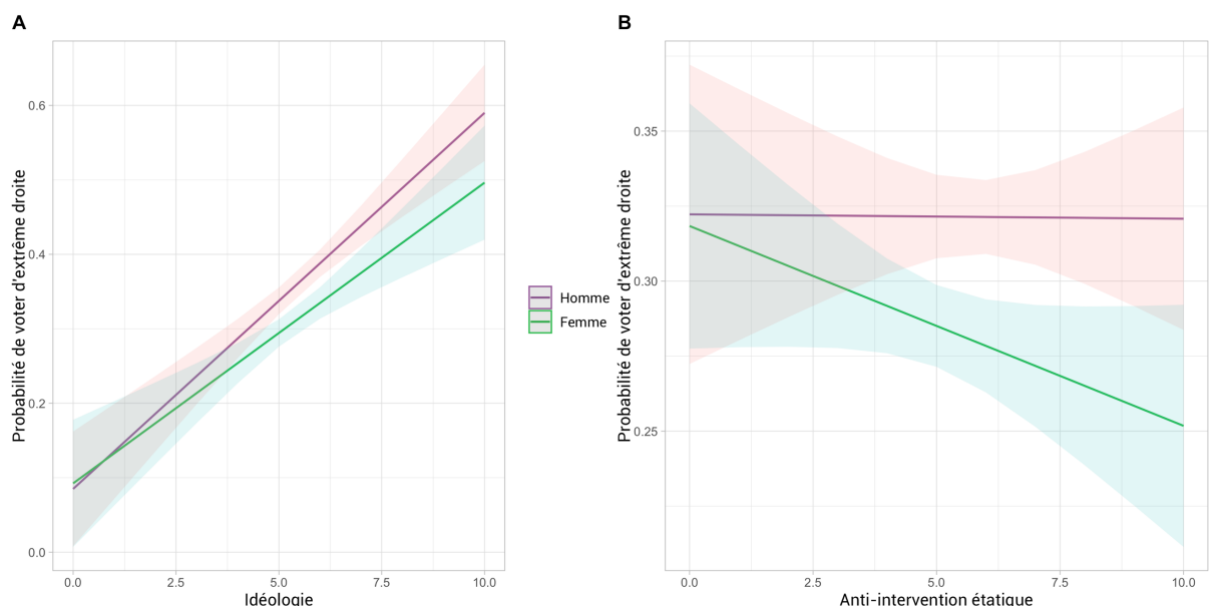 A
Probabilité de voter d'extrême droite
0.6
0.4
0.2
0.0
0.0 2.5 5.0 7.5 10.0
Idéologie
Homme
Femme
B
Probabilité de voter d'extrême droite
0.35
0.30
0.25
0.0 2.5 5.0 7.5 10.0
Anti-intervention étatique